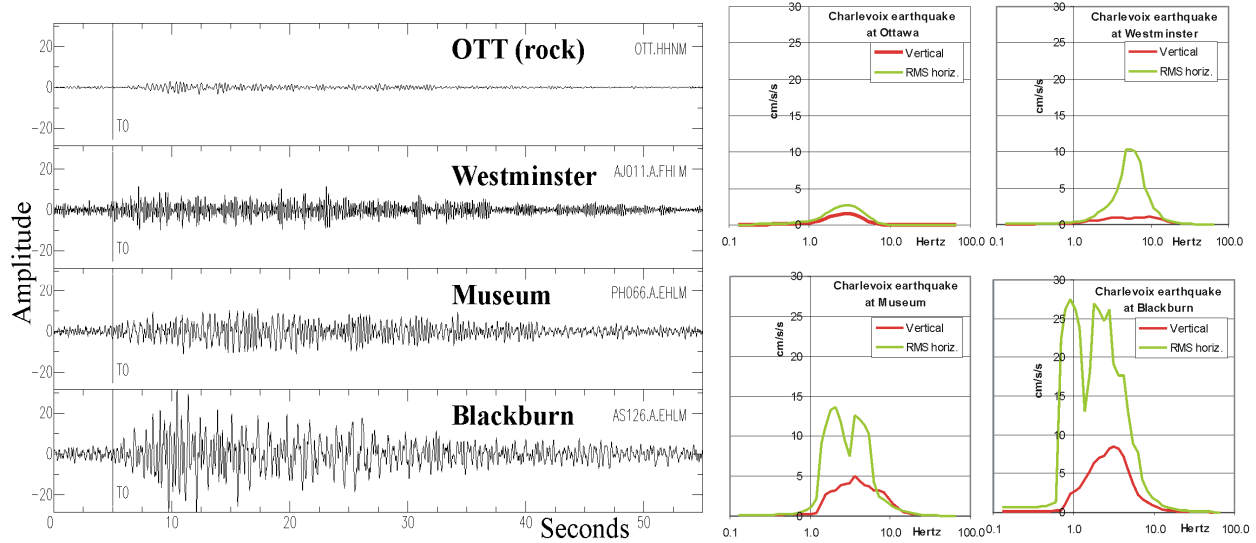 OTT (rock)
OTT.HHNM
20
0
-20
T0
Westminster
AJ011.A.FHLM
20
0
-20
T0
Museum
PH066.A.EHLM
20
0
-20
T0
Blackburn
AS126.A.EHLM
20
0
-20
T0
0
10
20
30
40
50
Amplitude
Seconds
Charlevoix earthquake
at Ottawa
Vertical
RMS horiz.
cm/s/s
30
25
20
15
10
5
0
0.1
1.0
10.0
Hertz
100.0
Charlevoix earthquake
at Westminster
Vertical
RMS horiz.
cm/s/s
30
25
20
15
10
5
0
0.1
1.0
10.0
Hertz
100.0
Charlevoix earthquake
at Museum
Vertical
RMS horiz.
cm/s/s
30
25
20
15
10
5
0
0.1
1.0
10.0
Hertz
100.0
Charlevoix earthquake
at Blackburn
Vertical
RMS horiz.
cm/s/s
30
25
20
15
10
5
0
0.1
1.0
10.0
Hertz
100.0